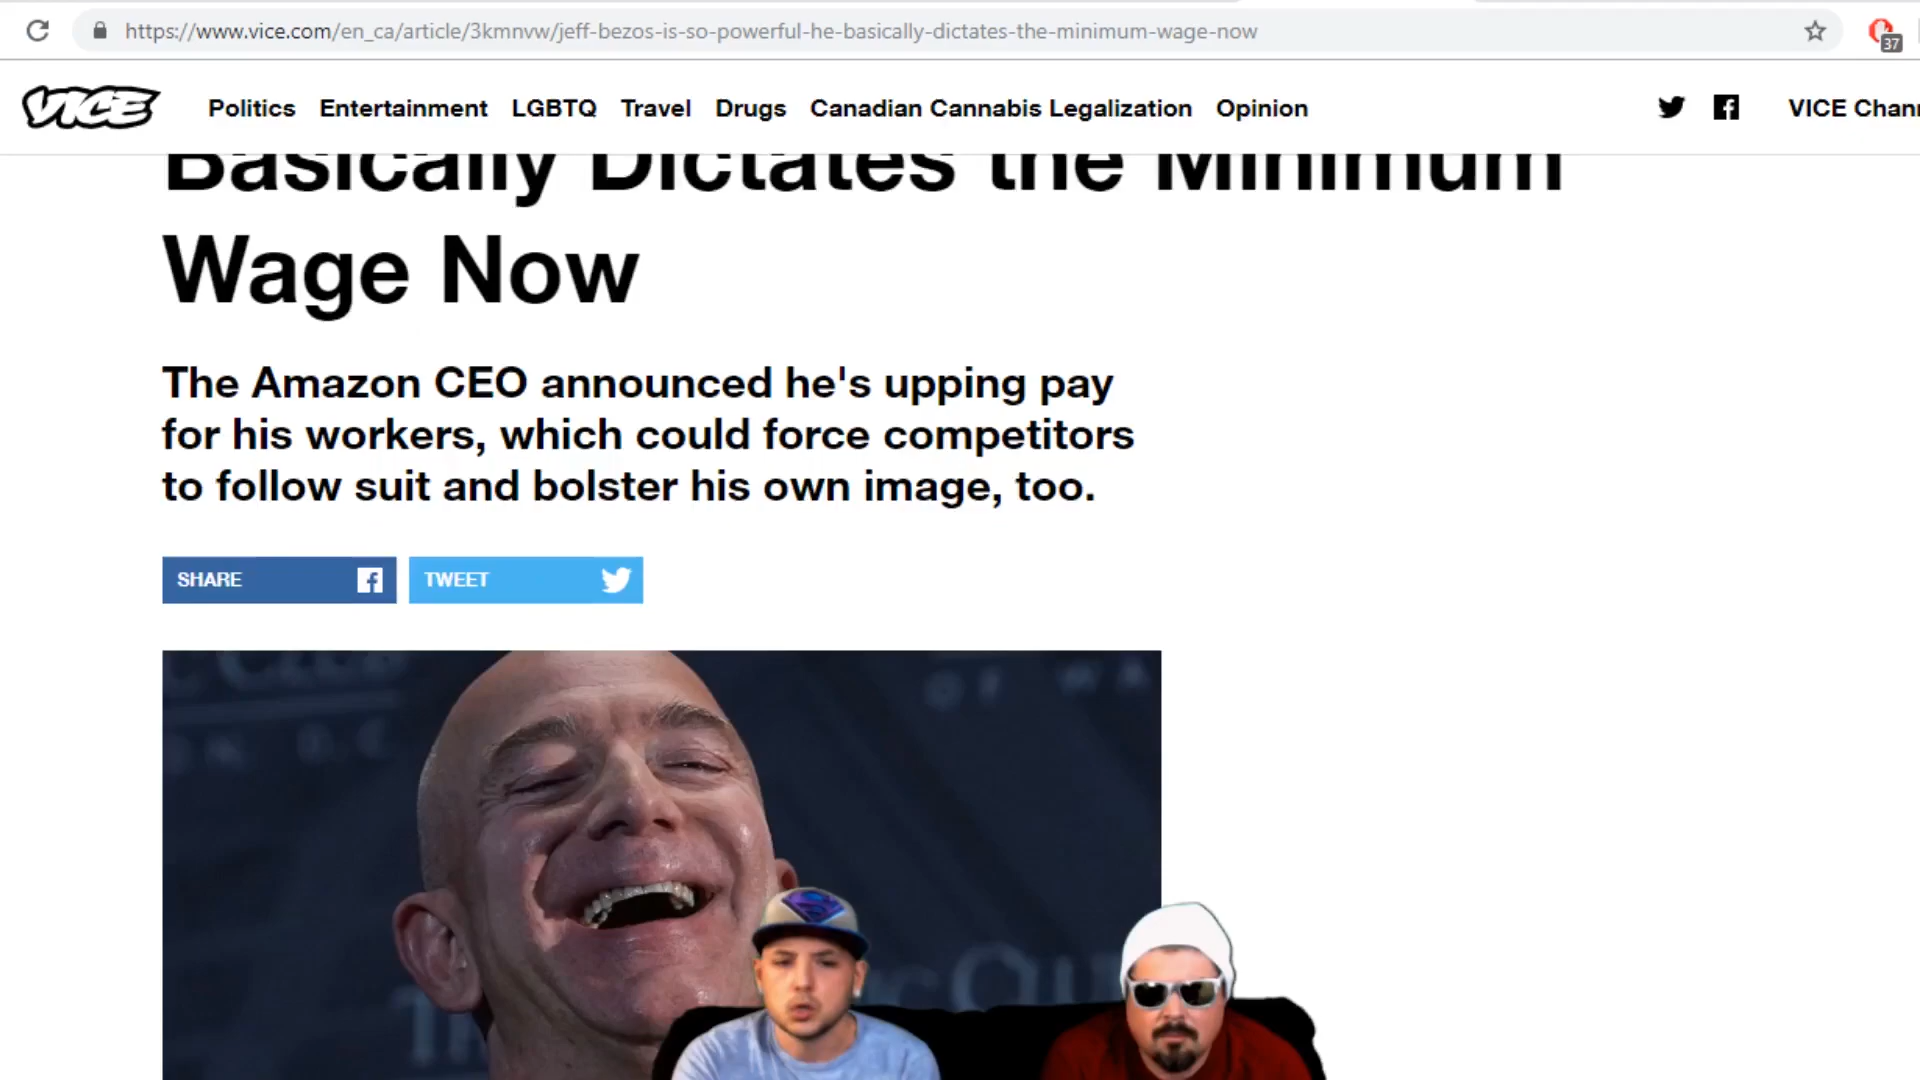 https://www.vice.com/en_ca/article/3kmnvw/jeff-bezos-is-so-powerful-he-basically-dictates-the-minimum-wage-now
37
VICE Politics Entertainment LGBTQ Travel Drugs Canadian Cannabis Legalization Opinion VICE Chann
Basically Dictates the Minimum
Wage Now
The Amazon CEO announced he's upping pay
for his workers, which could force competitors
to follow suit and bolster his own image, too.
SHARE TWEET